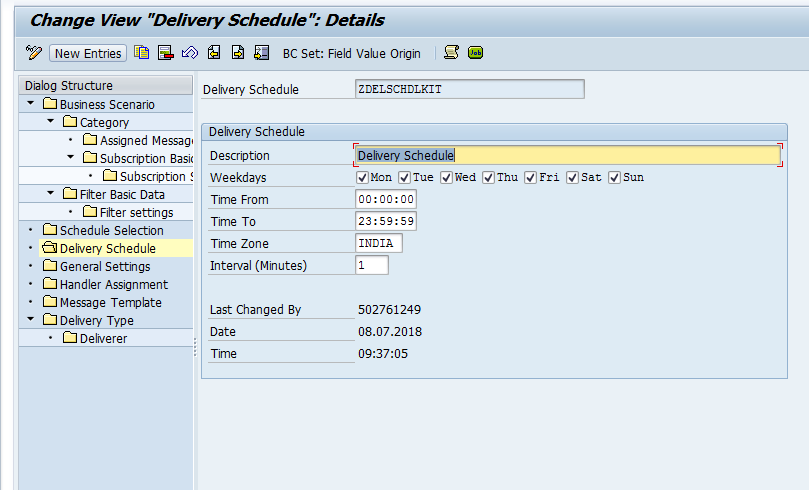 Change View "Delivery Schedule": Details
New Entries BC Set: Field Value Origin Job
Dialog Structure
Business Scenario
Category
Assigned Messag
Subscription Basi
Subscription S
Filter Basic Data
Filter settings
Schedule Selection
Delivery Schedule
General Settings
Handler Assignment
Message Template
Delivery Type
Deliverer
Delivery Schedule ZDELSCHDLKIT
Delivery Schedule
Description Delivery Schedule
Weekdays Mon Tue Wed Thu Fri Sat Sun
Time From 00:00:00
Time To 23:59:59
Time Zone INDIA
Interval (Minutes) 1
Last Changed By 502761249
Date 08.07.2018
Time 09:37:05